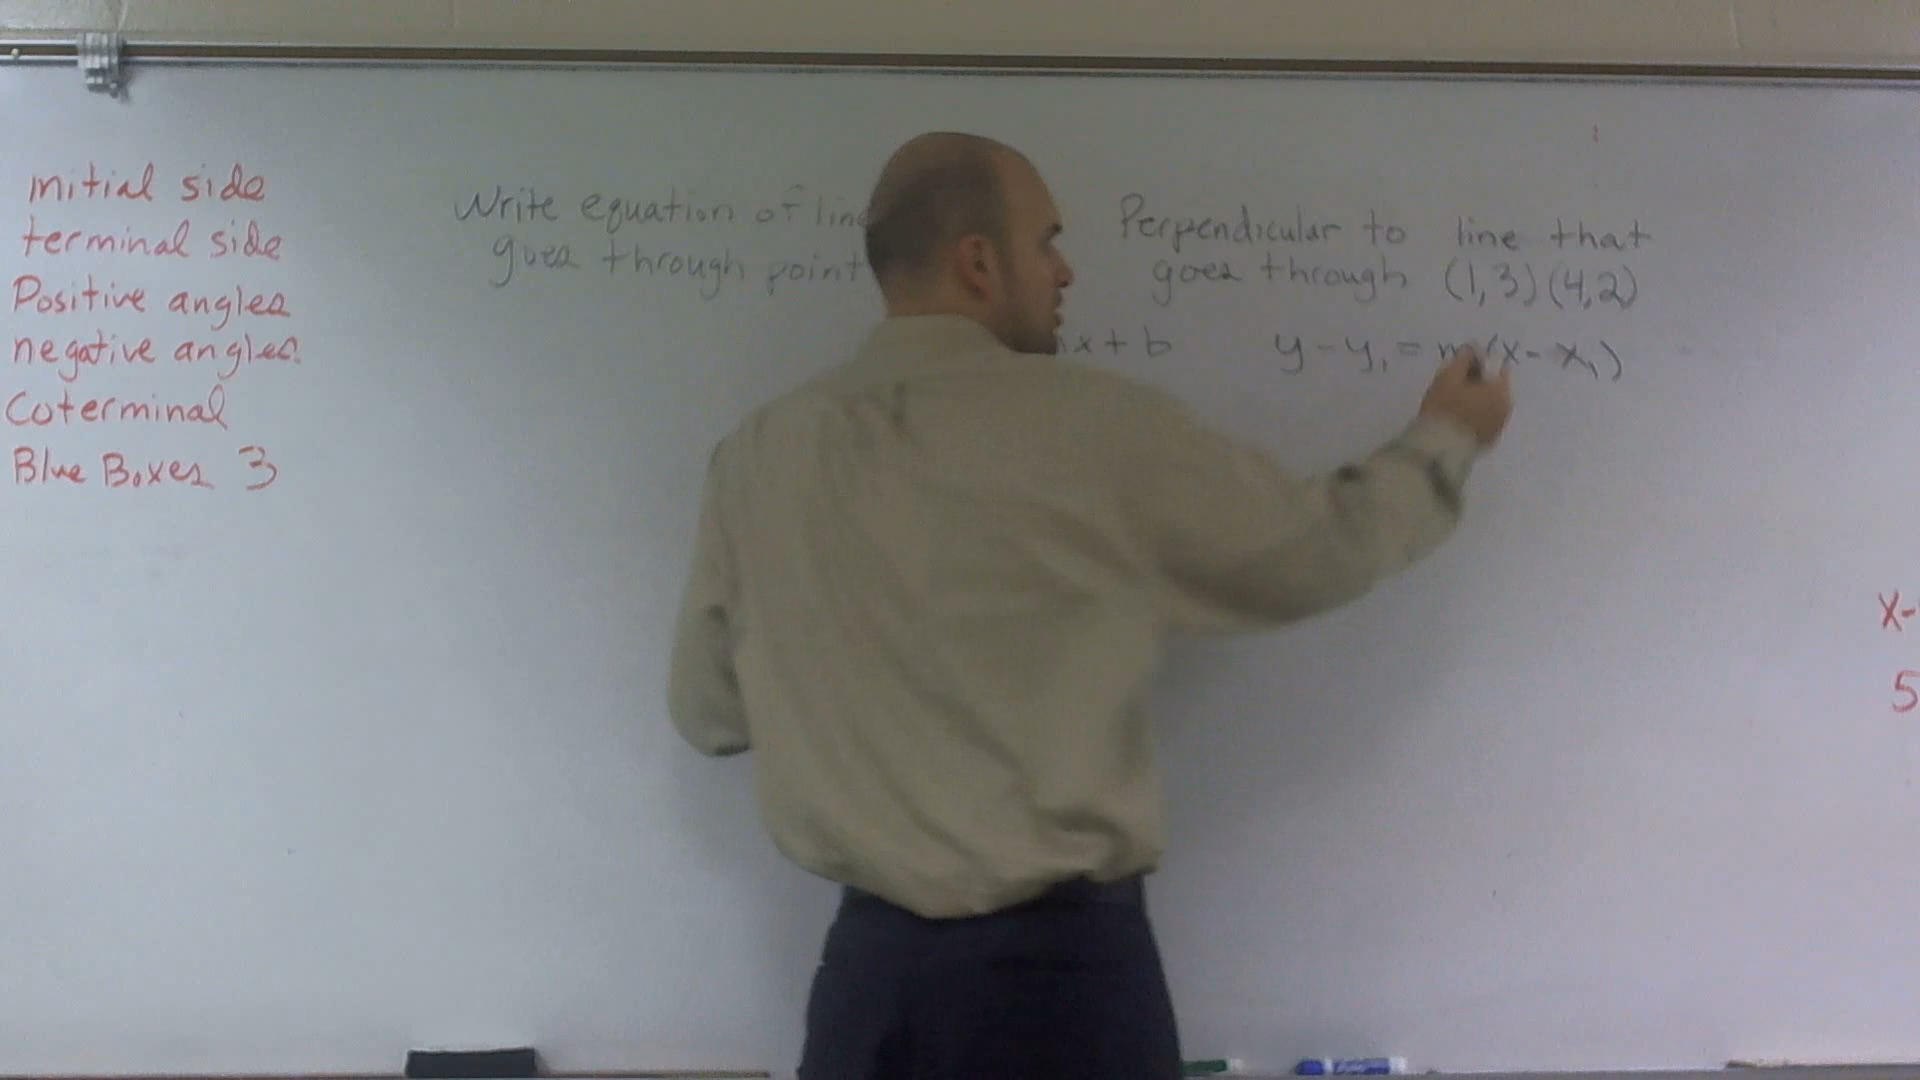 initial side
terminal side
Positive angles
negative angles
Coterminal
Blue Boxes 3
Write equation of line
goes through point
Perpendicular to line that
goes through (1,3) (4,2)
x + b
y - y₁ = m(x - x₁)
x-
5